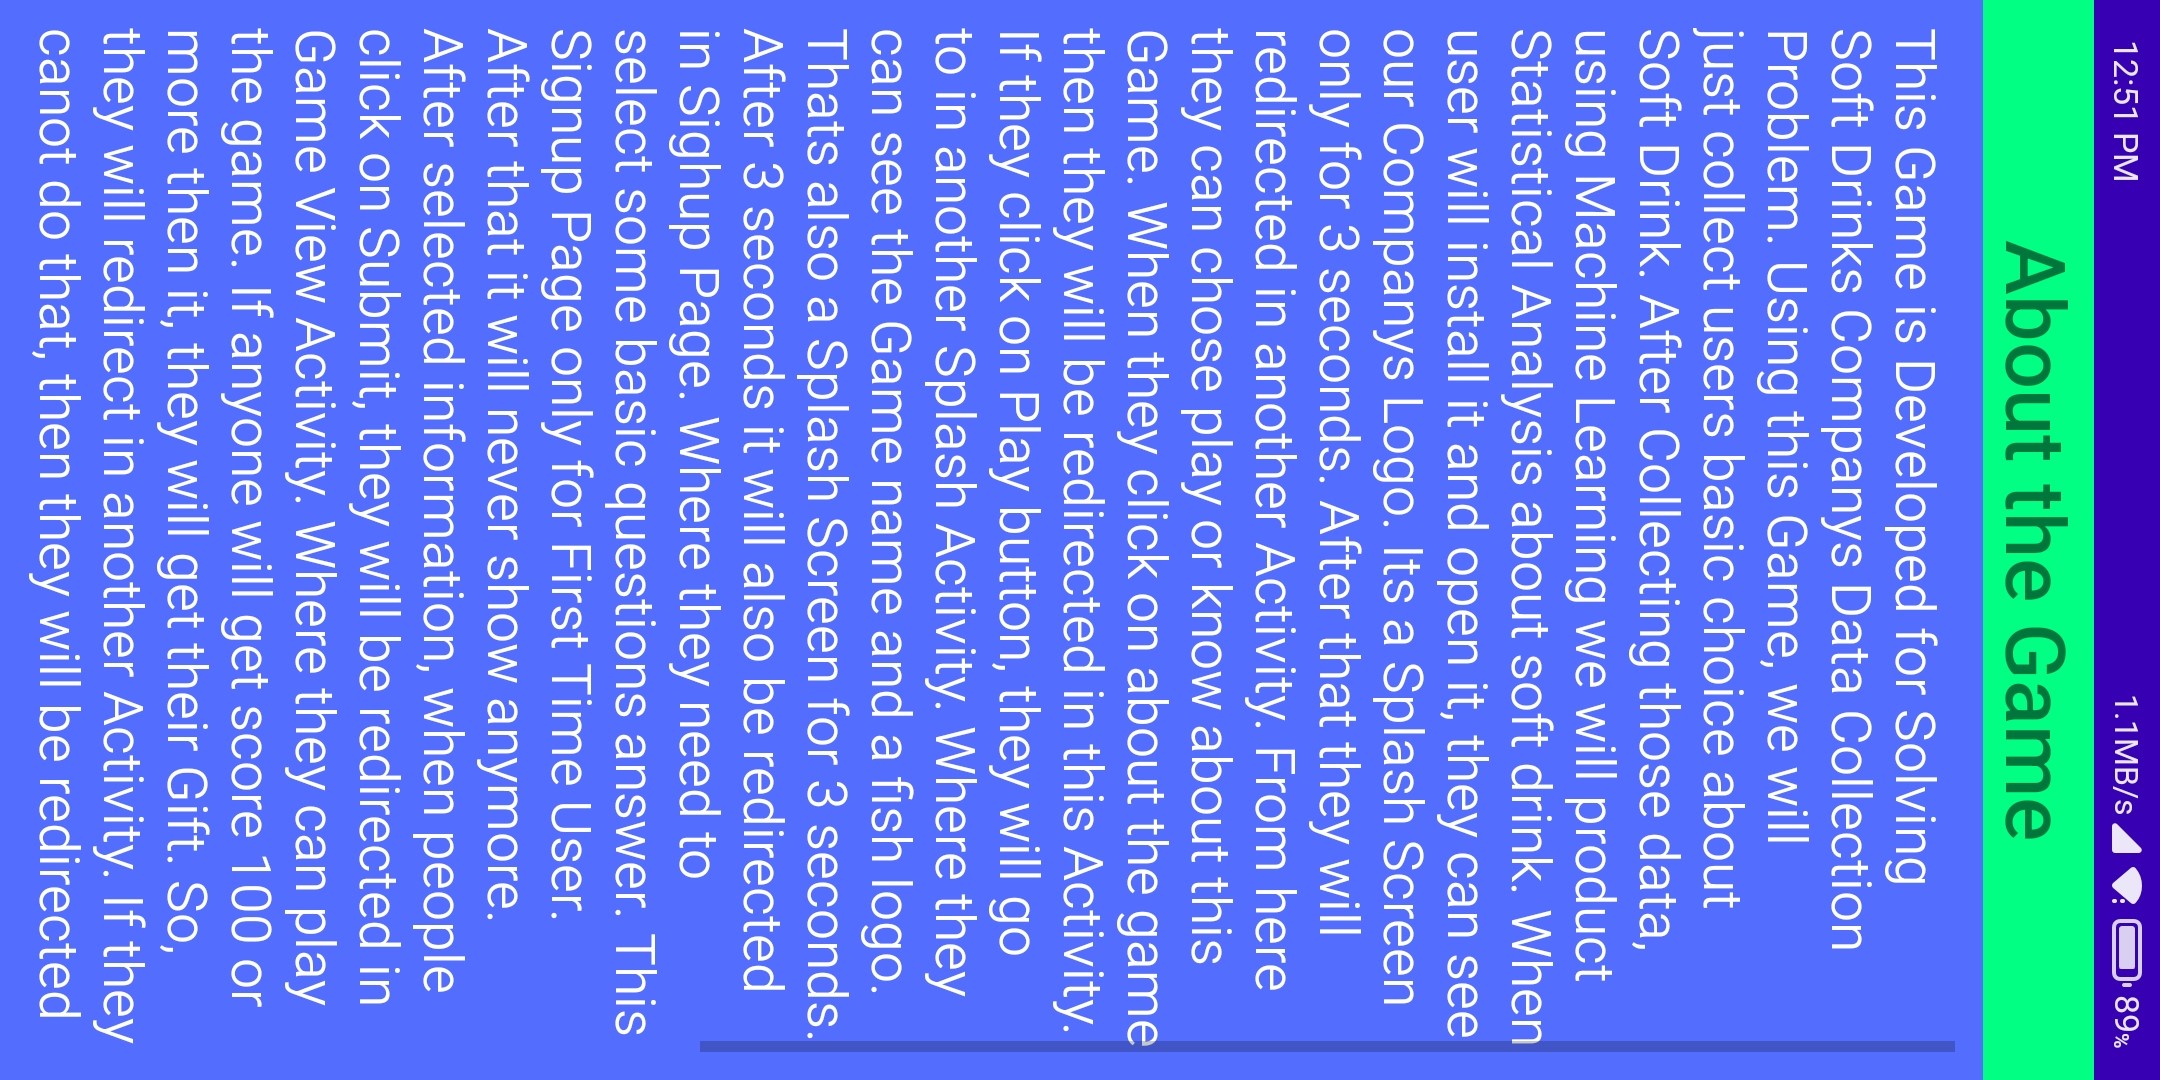 12:51 PM 1.1MB/s 89%
About the Game
This Game is Developed for Solving
Soft Drinks Companys Data Collection
Problem. Using this Game, we will
just collect users basic choice about
Soft Drink. After Collecting those data,
using Machine Learning we will product
Statistical Analysis about soft drink. When
user will install it and open it, they can see
our Companys Logo. Its a Splash Screen
only for 3 seconds. After that they will
redirected in another Activity. From here
they can chose play or know about this
Game. When they click on about the game
then they will be redirected in this Activity.
If they click on Play button, they will go
to in another Splash Activity. Where they
can see the Game name and a fish logo.
Thats also a Splash Screen for 3 seconds.
After 3 seconds it will also be redirected
in Sighup Page. Where they need to
select some basic questions answer. This
Signup Page only for First Time User.
After that it will never show anymore.
After selected information, when people
click on Submit, they will be redirected in
Game View Activity. Where they can play
the game. If anyone will get score 100 or
more then it, they will get their Gift. So,
they will redirect in another Activity. If they
cannot do that, then they will be redirected